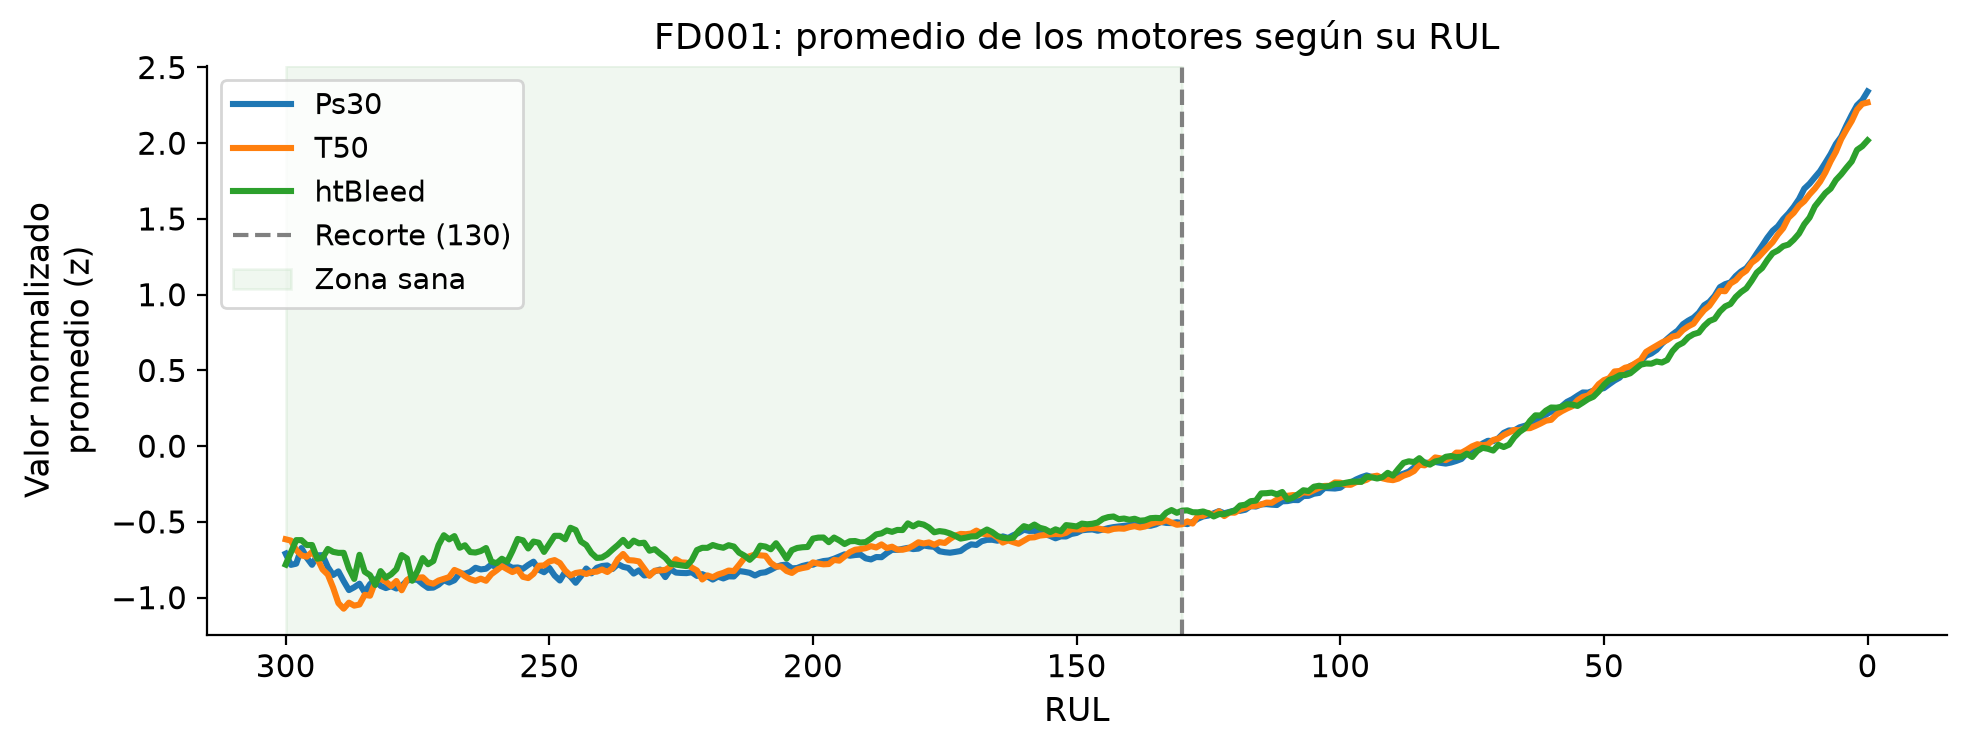 FD001: promedio de los motores según su RUL
Valor normalizado
promedio (z)
2.5
2.0
1.5
1.0
0.5
0.0
−0.5
−1.0
Ps30
T50
htBleed
Recorte (130)
Zona sana
300
250
200
150
100
50
0
RUL